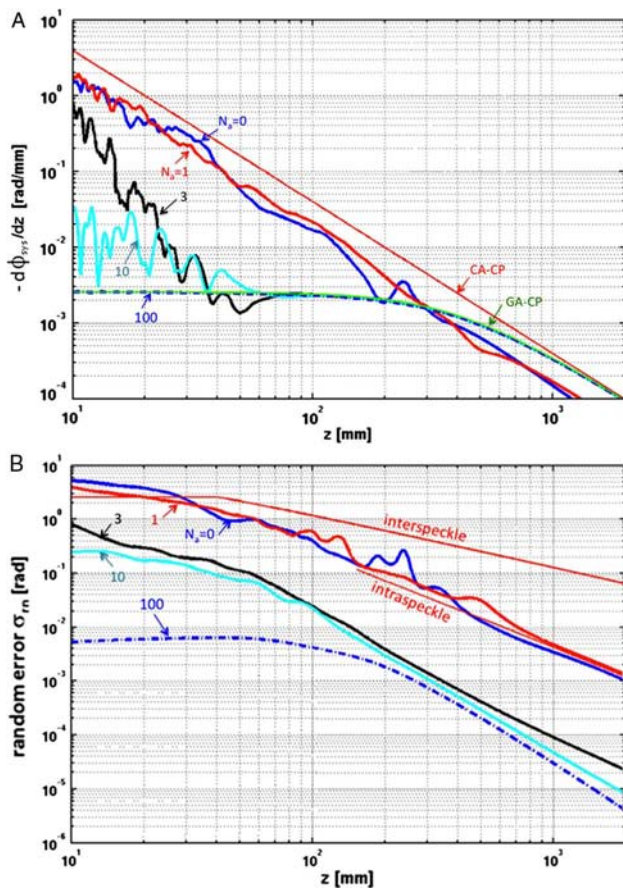 A
- dϕsys/dz [rad/mm]
10^1
10^0
10^-1
10^-2
10^-3
10^-4
Na=0
Na=1
3
10
100
CA-CP
GA-CP
10^1
10^2
10^3
z [mm]
B
random error σrn [rad]
10^1
10^0
10^-1
10^-2
10^-3
10^-4
10^-5
10^-6
3
1
Na=0
10
100
interspeckle
intraspeckle
10^1
10^2
10^3
z [mm]